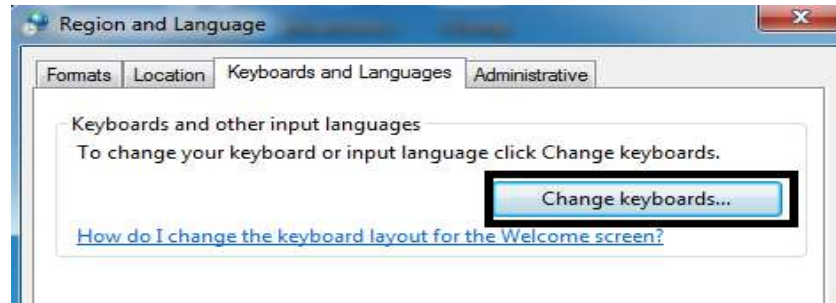 Region and Language
Formats Location Keyboards and Languages Administrative
Keyboards and other input languages
To change your keyboard or input language click Change keyboards.
Change keyboards...
How do I change the keyboard layout for the Welcome screen?